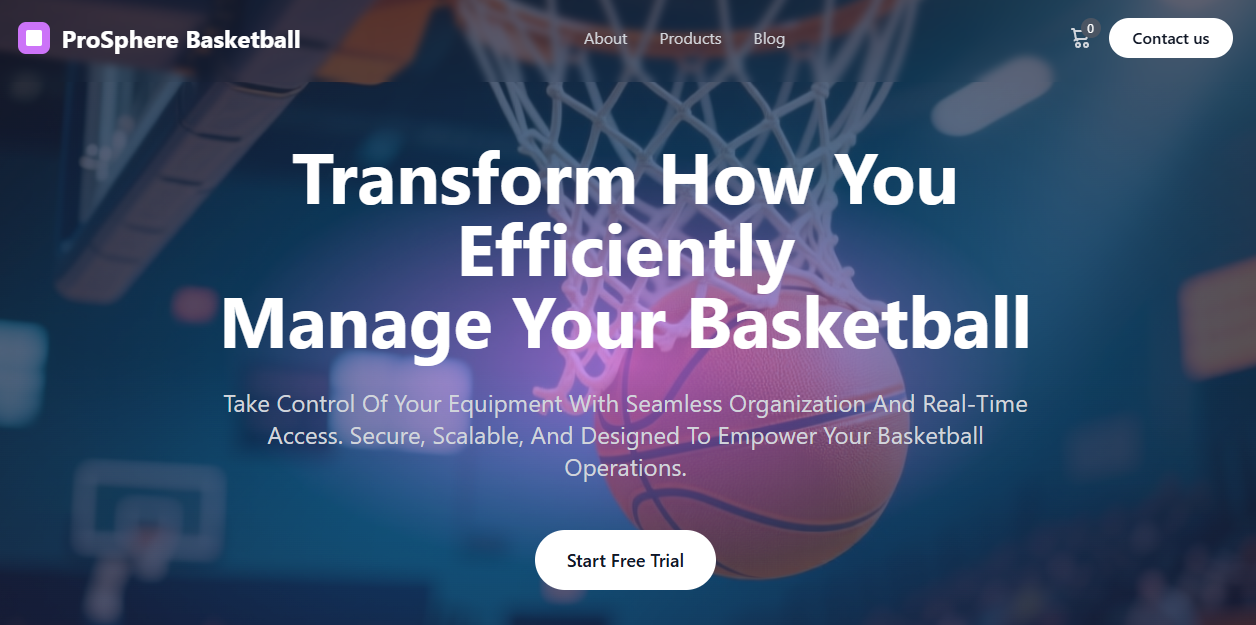 ProSphere Basketball
About
Products
Blog
0
Contact us
Transform How You
Efficiently
Manage Your Basketball
Take Control Of Your Equipment With Seamless Organization And Real-Time
Access. Secure, Scalable, And Designed To Empower Your Basketball
Operations.
Start Free Trial